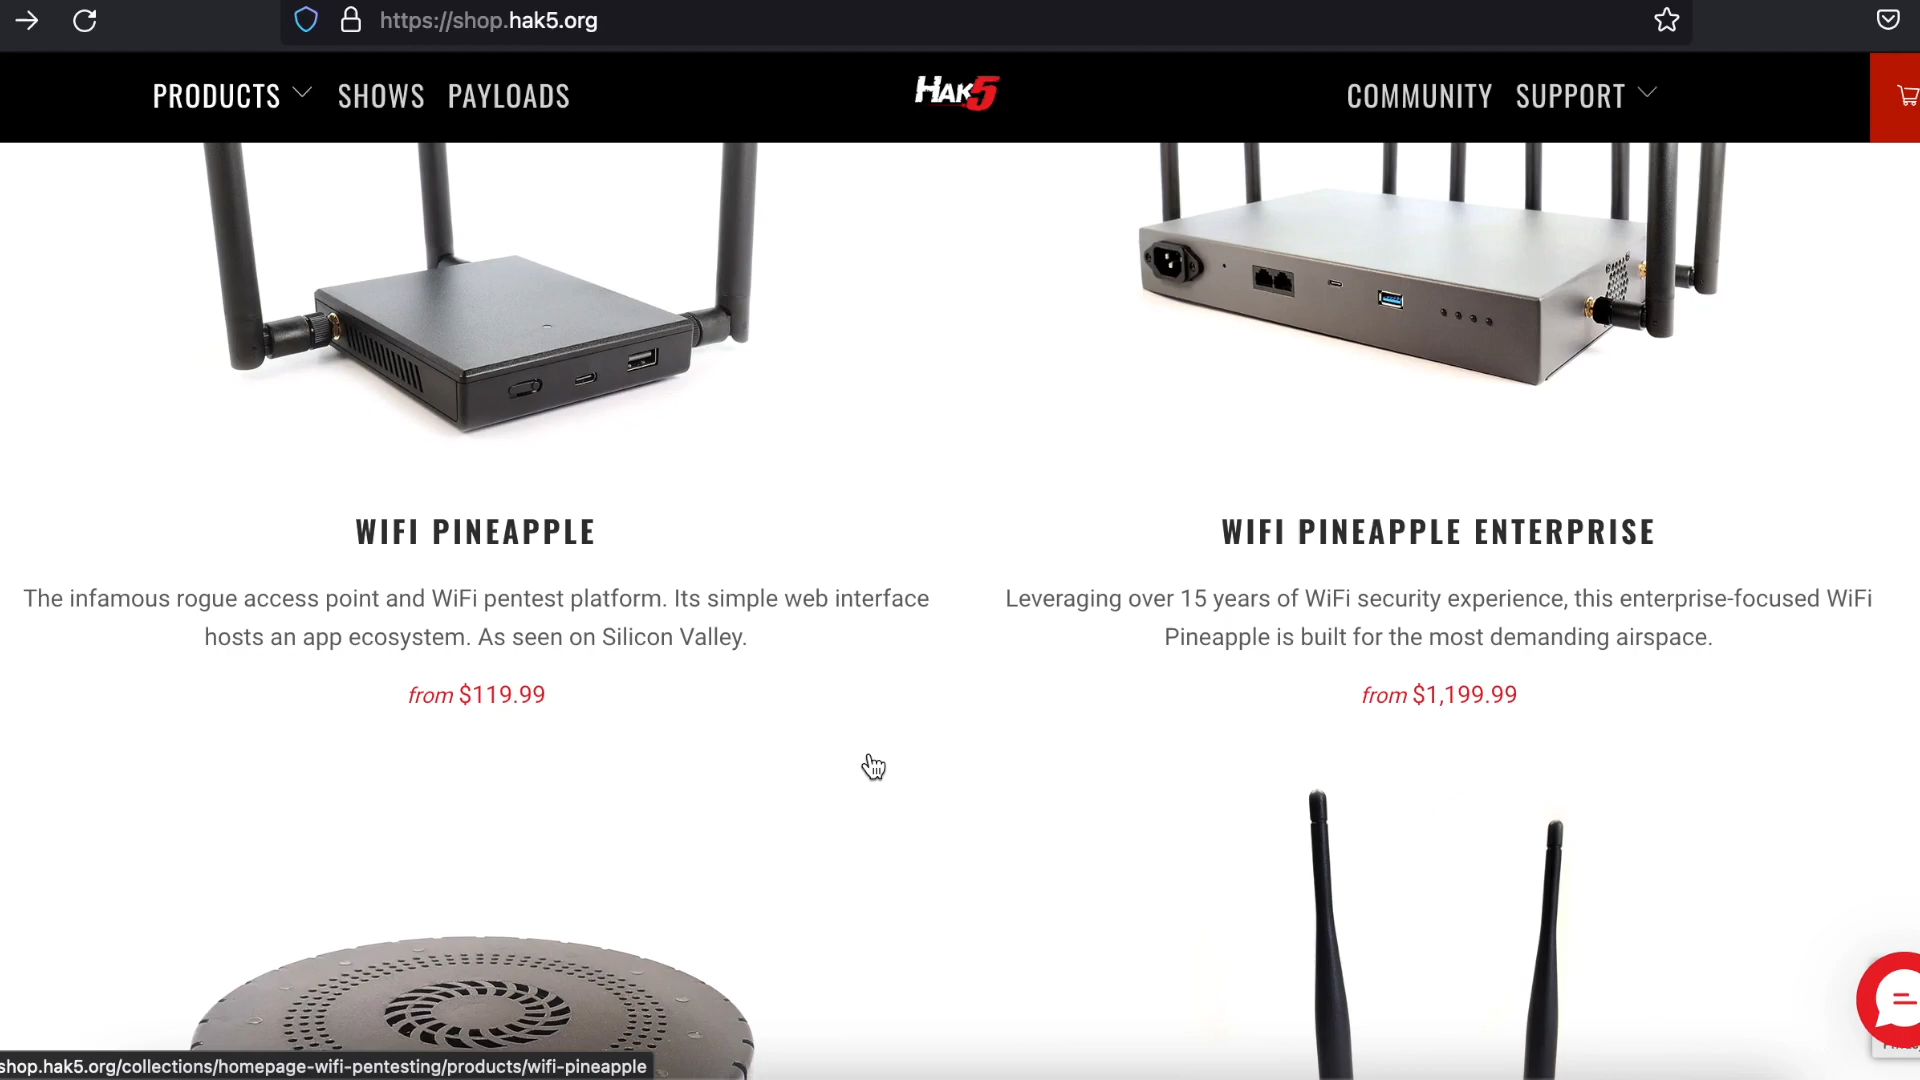 https://shop.hak5.org
PRODUCTS SHOWS PAYLOADS HAK5 COMMUNITY SUPPORT
WIFI PINEAPPLE
The infamous rogue access point and WiFi pentest platform. Its simple web interface
hosts an app ecosystem. As seen on Silicon Valley.
from $119.99
WIFI PINEAPPLE ENTERPRISE
Leveraging over 15 years of WiFi security experience, this enterprise-focused WiFi
Pineapple is built for the most demanding airspace.
from $1,199.99
shop.hak5.org/collections/homepage-wifi-pentesting/products/wifi-pineapple